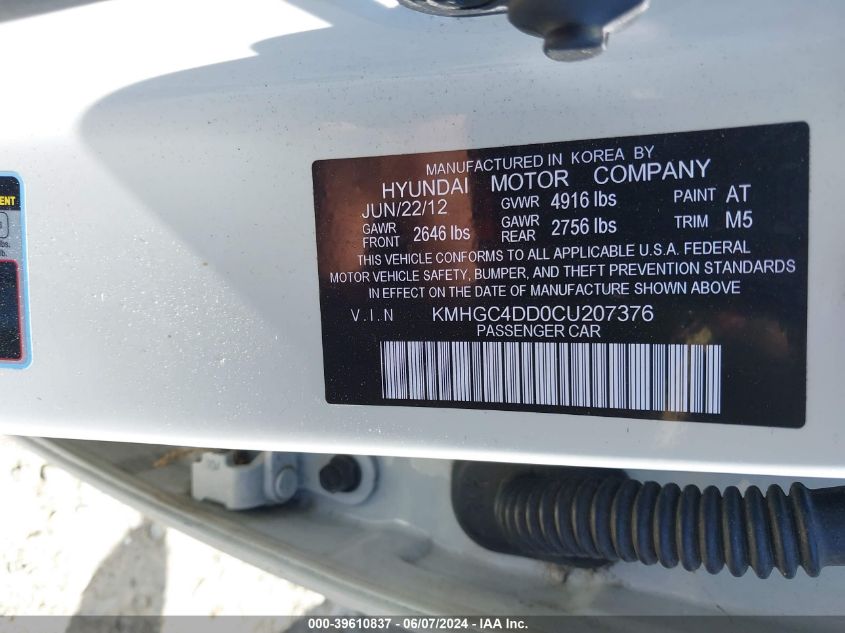 MENT
lbs.
lb.
MANUFACTURED IN KOREA BY
HYUNDAI MOTOR COMPANY
JUN/22/12 GVWR 4916 lbs PAINT AT
GAWR FRONT 2646 lbs GAWR REAR 2756 lbs TRIM M5
THIS VEHICLE CONFORMS TO ALL APPLICABLE U.S.A. FEDERAL
MOTOR VEHICLE SAFETY, BUMPER, AND THEFT PREVENTION STANDARDS
IN EFFECT ON THE DATE OF MANUFACTURE SHOWN ABOVE
V.I.N KMHGC4DD0CU207376
PASSENGER CAR
000-39610837 - 06/07/2024 - IAA Inc.